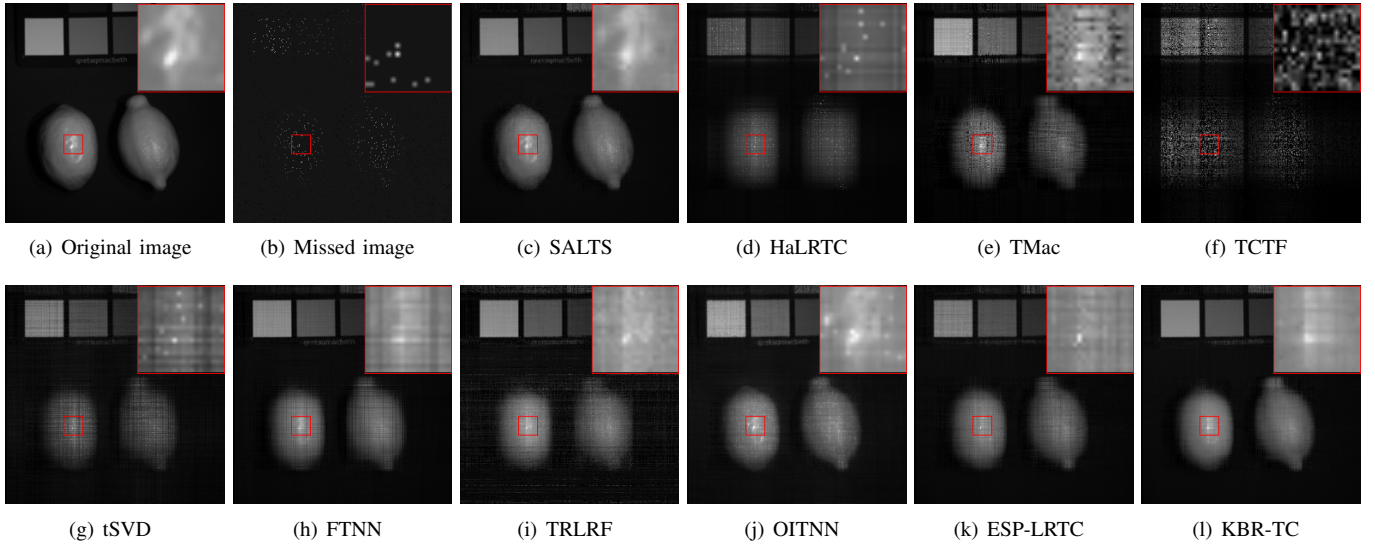 (a) Original image
(b) Missed image
(c) SALTS
(d) HaLRTC
(e) TMac
(f) TCTF
(g) tSVD
(h) FTNN
(i) TRLRF
(j) OITNN
(k) ESP-LRTC
(l) KBR-TC